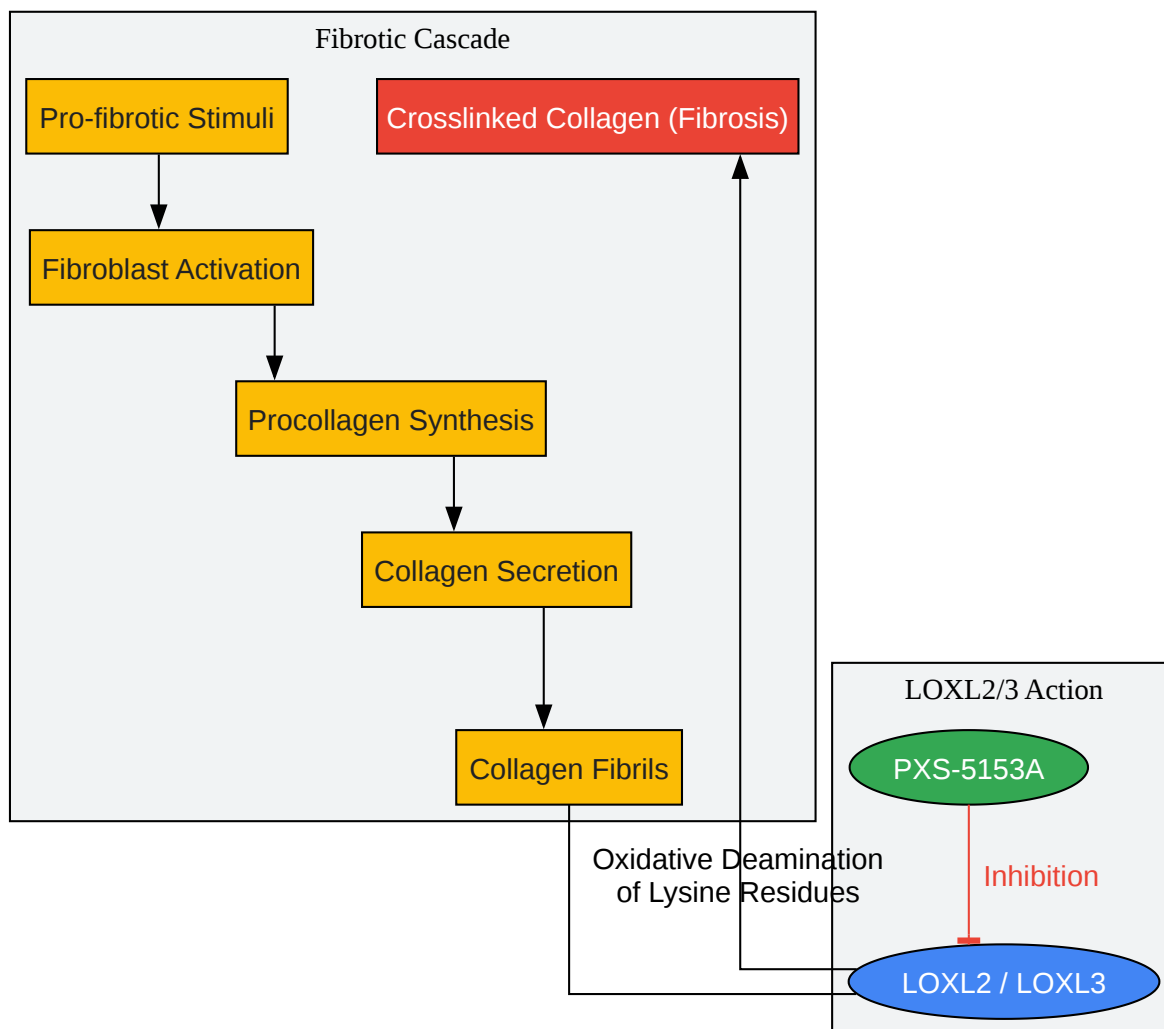 Fibrotic Cascade
Pro-fibrotic Stimuli
Crosslinked Collagen (Fibrosis)
Fibroblast Activation
Procollagen Synthesis
Collagen Secretion
Collagen Fibrils
Oxidative Deamination
of Lysine Residues
LOXL2/3 Action
PXS-5153A
Inhibition
LOXL2 / LOXL3